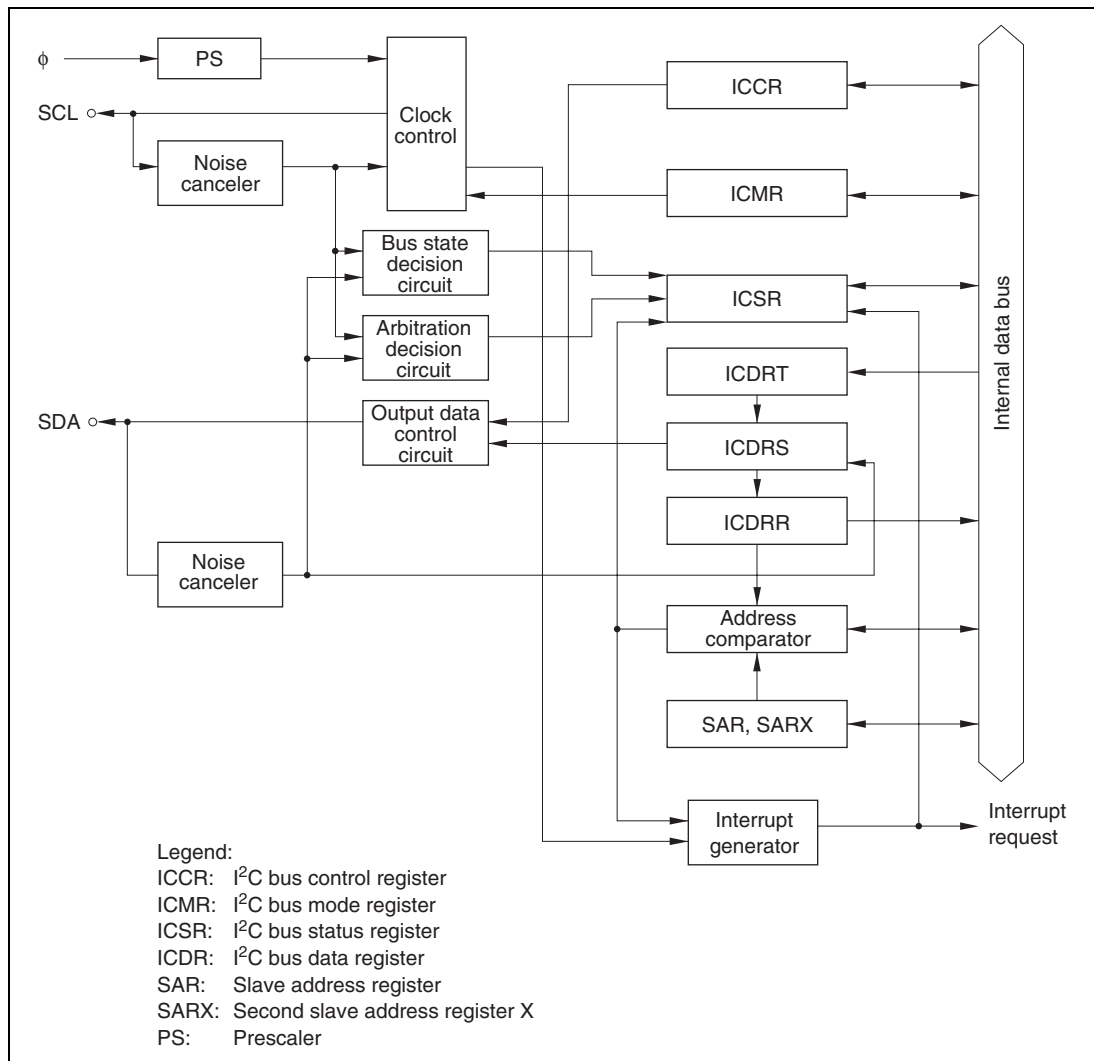 ϕ
PS
SCL
Clock
control
Noise
canceler
ICCR
ICMR
Bus state
decision
circuit
ICSR
Arbitration
decision
circuit
ICDRT
SDA
Output data
control
circuit
ICDRS
ICDRR
Noise
canceler
Address
comparator
SAR, SARX
Internal data bus
Interrupt
generator
Interrupt
request
Legend:
ICCR: I²C bus control register
ICMR: I²C bus mode register
ICSR: I²C bus status register
ICDR: I²C bus data register
SAR: Slave address register
SARX: Second slave address register X
PS: Prescaler